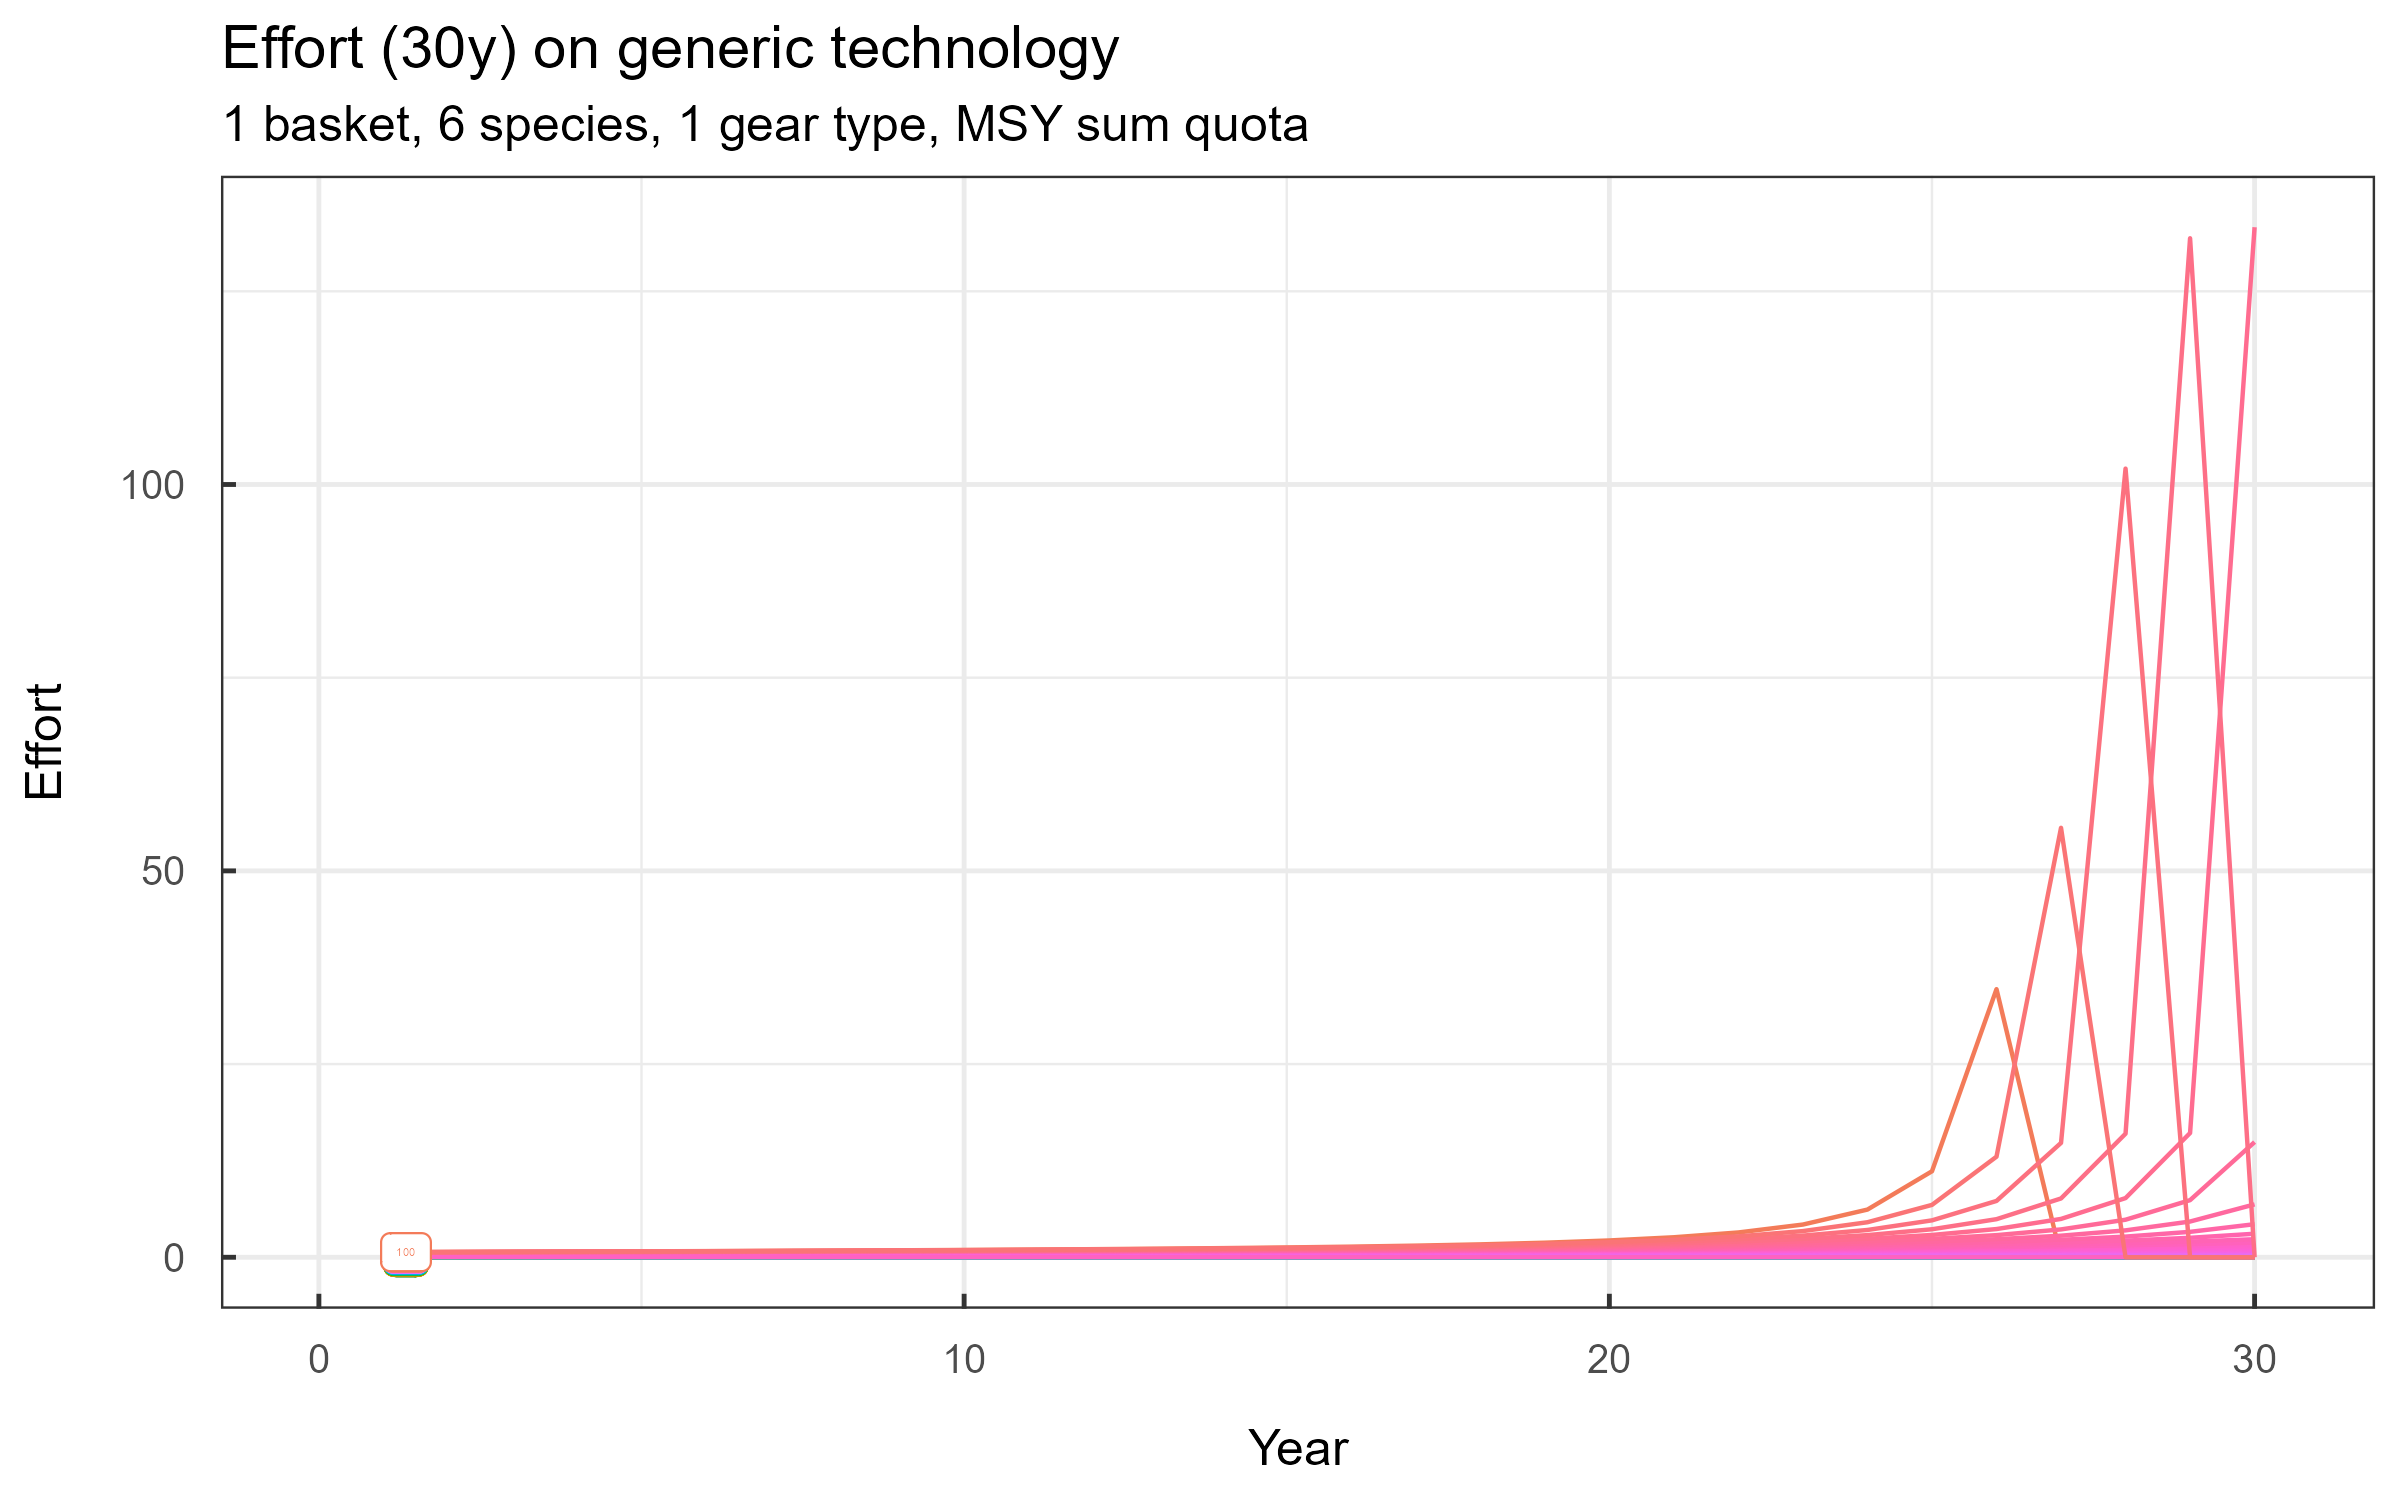 Effort (30y) on generic technology
1 basket, 6 species, 1 gear type, MSY sum quota
Effort
100
50
0
100
0
10
20
30
Year